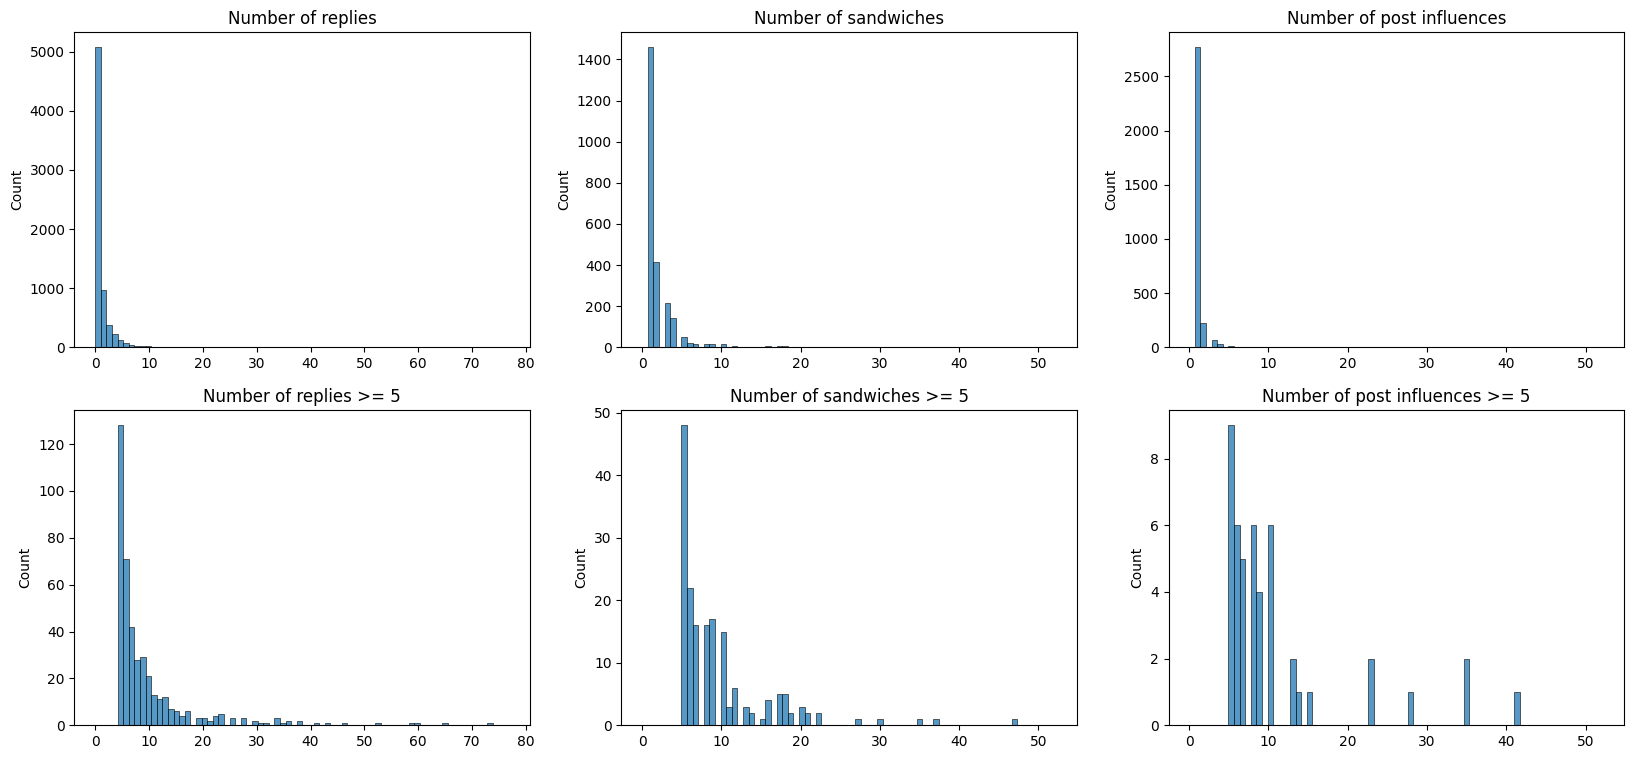 Number of replies
Number of sandwiches
Number of post influences
5000
4000
3000
2000
1000
0
Count
0 10 20 30 40 50 60 70 80
1400
1200
1000
800
600
400
200
0
Count
0 10 20 30 40 50
2500
2000
1500
1000
500
0
Count
0 10 20 30 40 50
Number of replies >= 5
Number of sandwiches >= 5
Number of post influences >= 5
120
100
80
60
40
20
0
Count
0 10 20 30 40 50 60 70 80
50
40
30
20
10
0
Count
0 10 20 30 40 50
8
6
4
2
0
Count
0 10 20 30 40 50